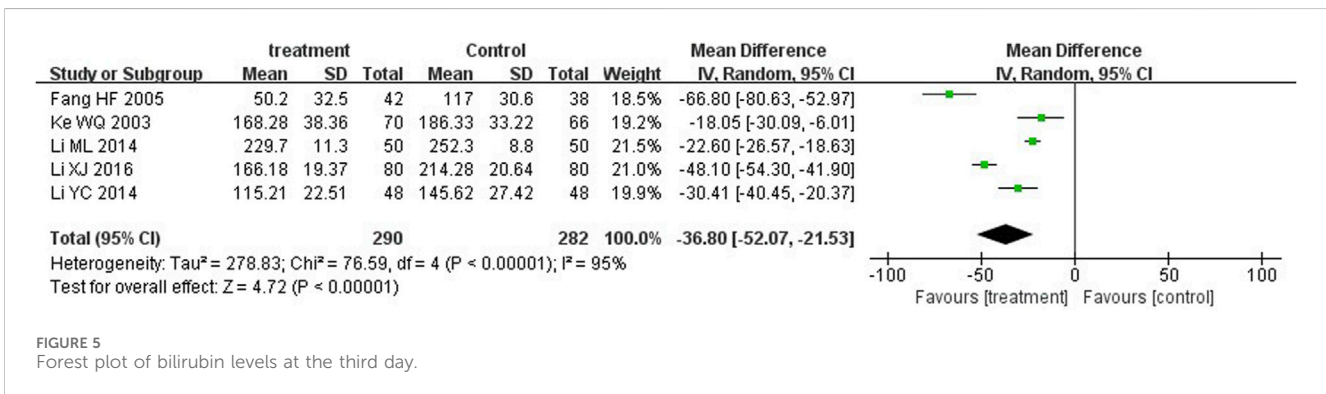 treatment Control Mean Difference Mean Difference
Study or Subgroup Mean SD Total Mean SD Total Weight IV, Random, 95% CI IV, Random, 95% CI
Fang HF 2005 50.2 32.5 42 117 30.6 38 18.5% -66.80 [-80.63, -52.97]
Ke WQ 2003 168.28 38.36 70 186.33 33.22 66 19.2% -18.05 [-30.09, -6.01]
Li ML 2014 229.7 11.3 50 252.3 8.8 50 21.5% -22.60 [-26.57, -18.63]
Li XJ 2016 166.18 19.37 80 214.28 20.64 80 21.0% -48.10 [-54.30, -41.90]
Li YC 2014 115.21 22.51 48 145.62 27.42 48 19.9% -30.41 [-40.45, -20.37]
Total (95% CI) 290 282 100.0% -36.80 [-52.07, -21.53]
Heterogeneity: Tau² = 278.83; Chi² = 76.59, df = 4 (P < 0.00001); I² = 95%
Test for overall effect: Z = 4.72 (P < 0.00001)
-100 -50 0 50 100
Favours [treatment] Favours [control]
FIGURE 5
Forest plot of bilirubin levels at the third day.